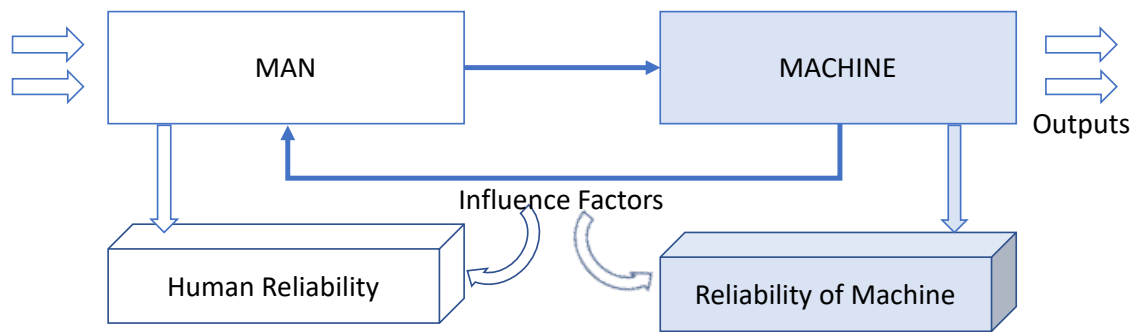 MAN
MACHINE
Outputs
Influence Factors
Human Reliability
Reliability of Machine